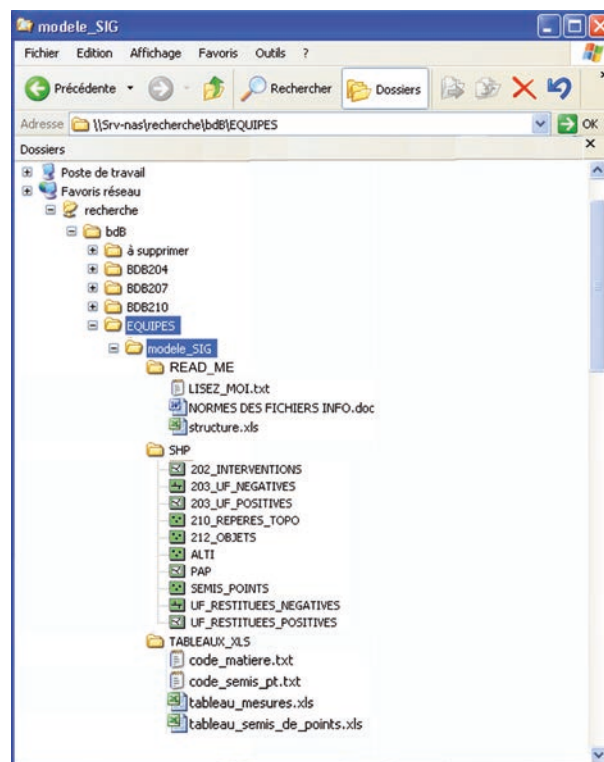 modele_SIG
Fichier Edition Affichage Favoris Outils ?
Précédente Rechercher Dossiers
Adresse \\Srv-nas\recherche\bdB\EQUIPES OK
Dossiers
Poste de travail
Favoris réseau
recherche
bdB
à supprimer
BDB204
BDB207
BDB210
EQUIPES
modele_SIG
READ_ME
LISEZ_MOI.txt
NORMES DES FICHIERS INFO.doc
structure.xls
SHP
202_INTERVENTIONS
203_UF_NEGATIVES
203_UF_POSITIVES
210_REPERES_TOPO
212_OBJETS
ALTI
PAP
SEMIS_POINTS
UF_RESTITUEES_NEGATIVES
UF_RESTITUEES_POSITIVES
TABLEAUX_XLS
code_matiere.txt
code_semis_pt.txt
tableau_mesures.xls
tableau_semis_de_points.xls